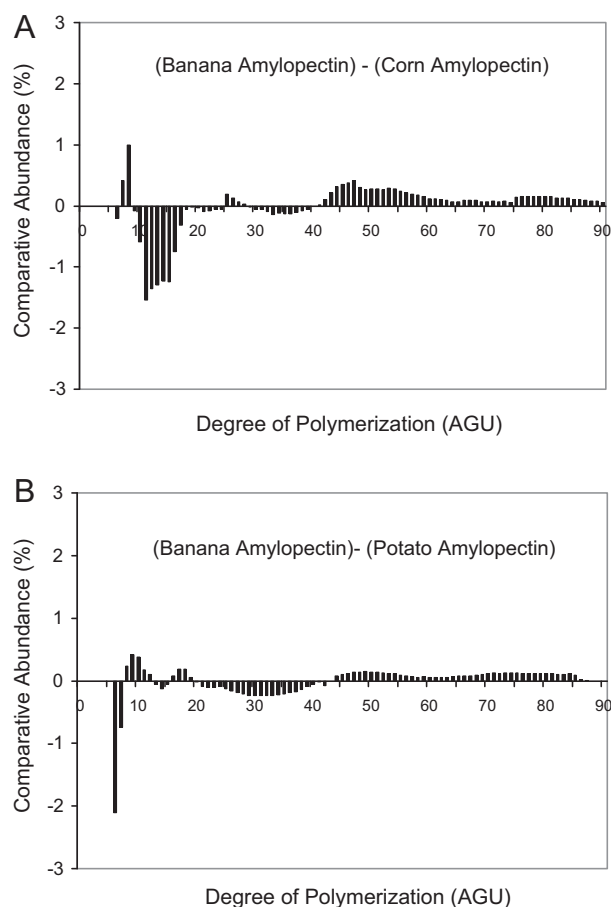 A
3
(Banana Amylopectin) - (Corn Amylopectin)
2
1
0
-1
-2
-3
0 10 20 30 40 50 60 70 80 90
Comparative Abundance (%)
Degree of Polymerization (AGU)
B
3
(Banana Amylopectin)- (Potato Amylopectin)
2
1
0
-1
-2
-3
0 10 20 30 40 50 60 70 80 90
Comparative Abundance (%)
Degree of Polymerization (AGU)